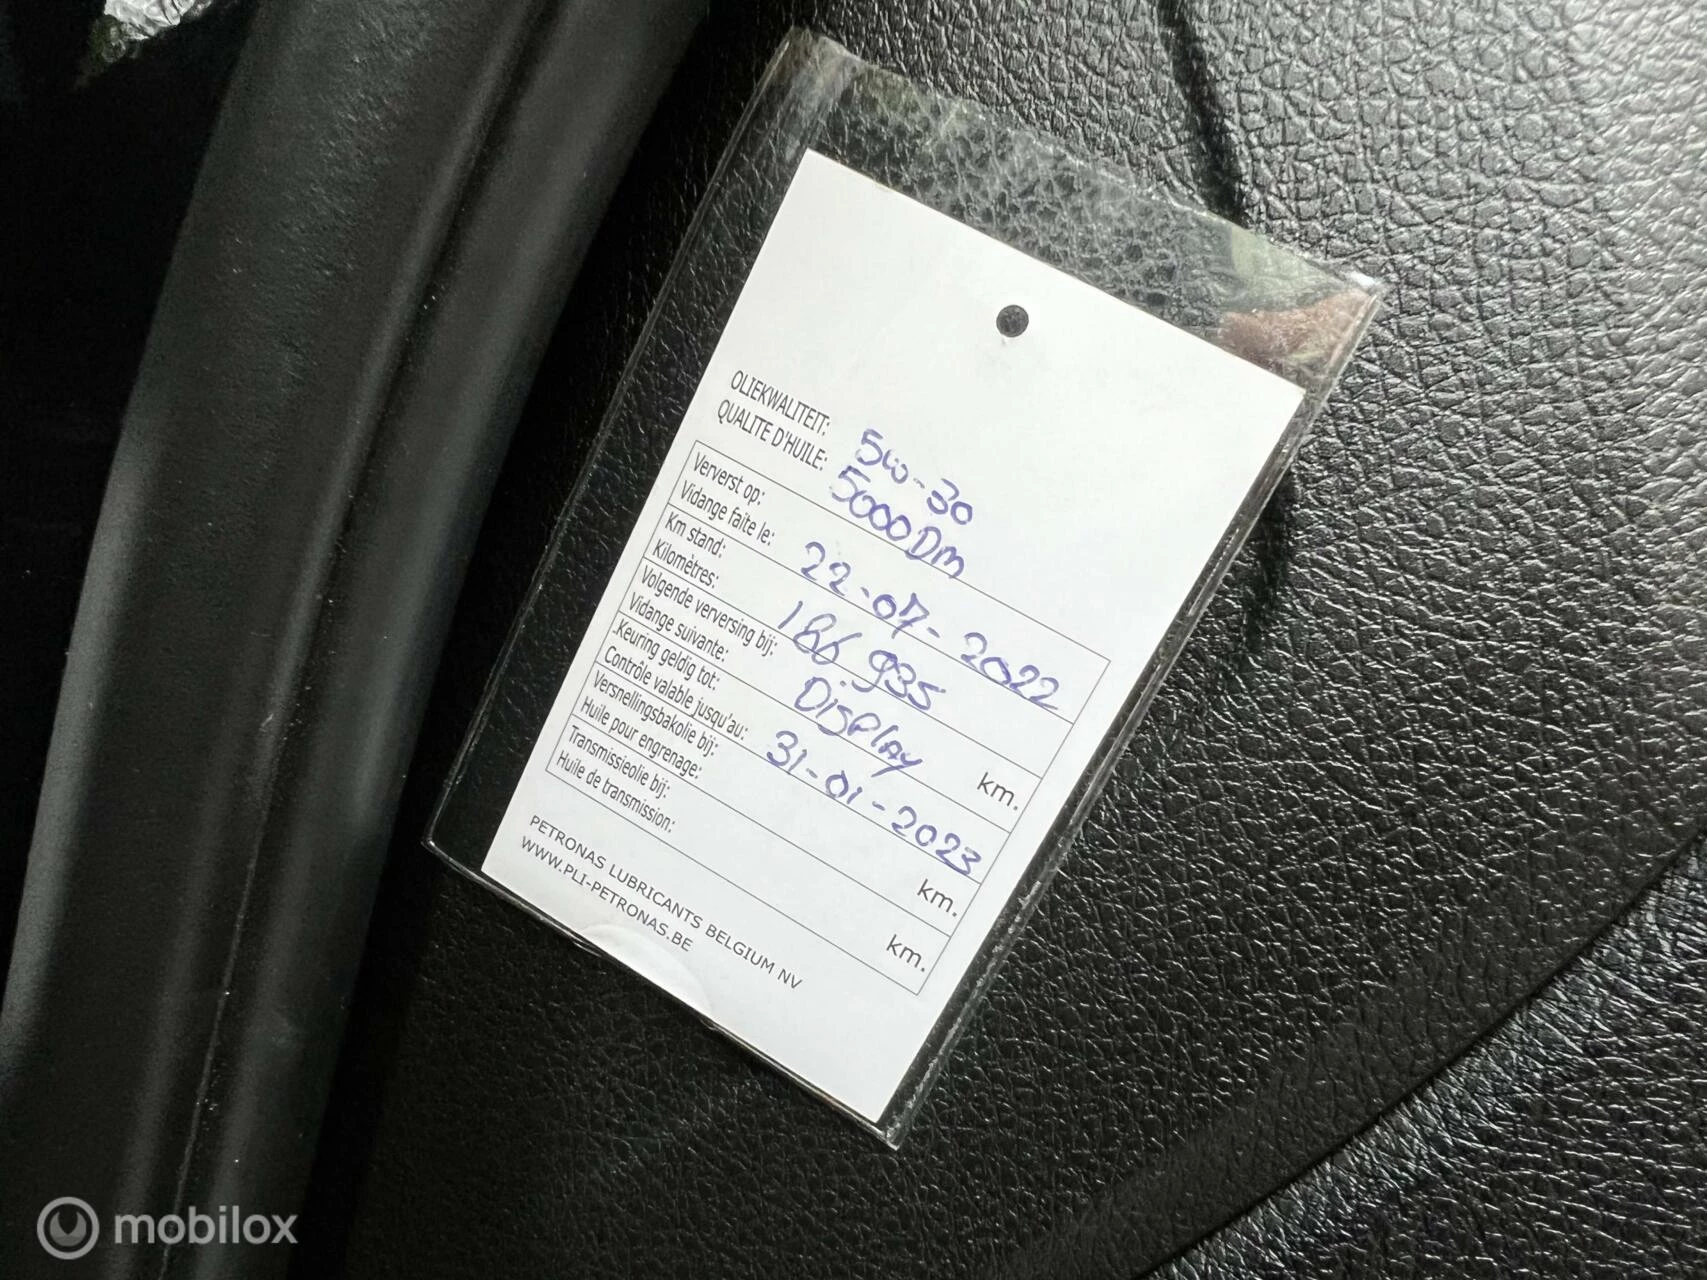 OLIEKWALITEIT:
QUALITE D'HUILE:
5W-30
5000DM
Ververst op:
Vidange faite le:
22-07-2022
Km stand:
Kilomètres:
186.935
km.
Volgende verversing bij:
Vidange suivante:
Display
.Keuring geldig tot:
Contrôle valable jusqu'au:
31-01-2023
Versnellingsbakolie bij:
Huile pour engrenage:
km.
Transmissieolie bij:
Huile de transmission:
km.
PETRONAS LUBRICANTS BELGIUM NV
WWW.PLI-PETRONAS.BE
mobilox